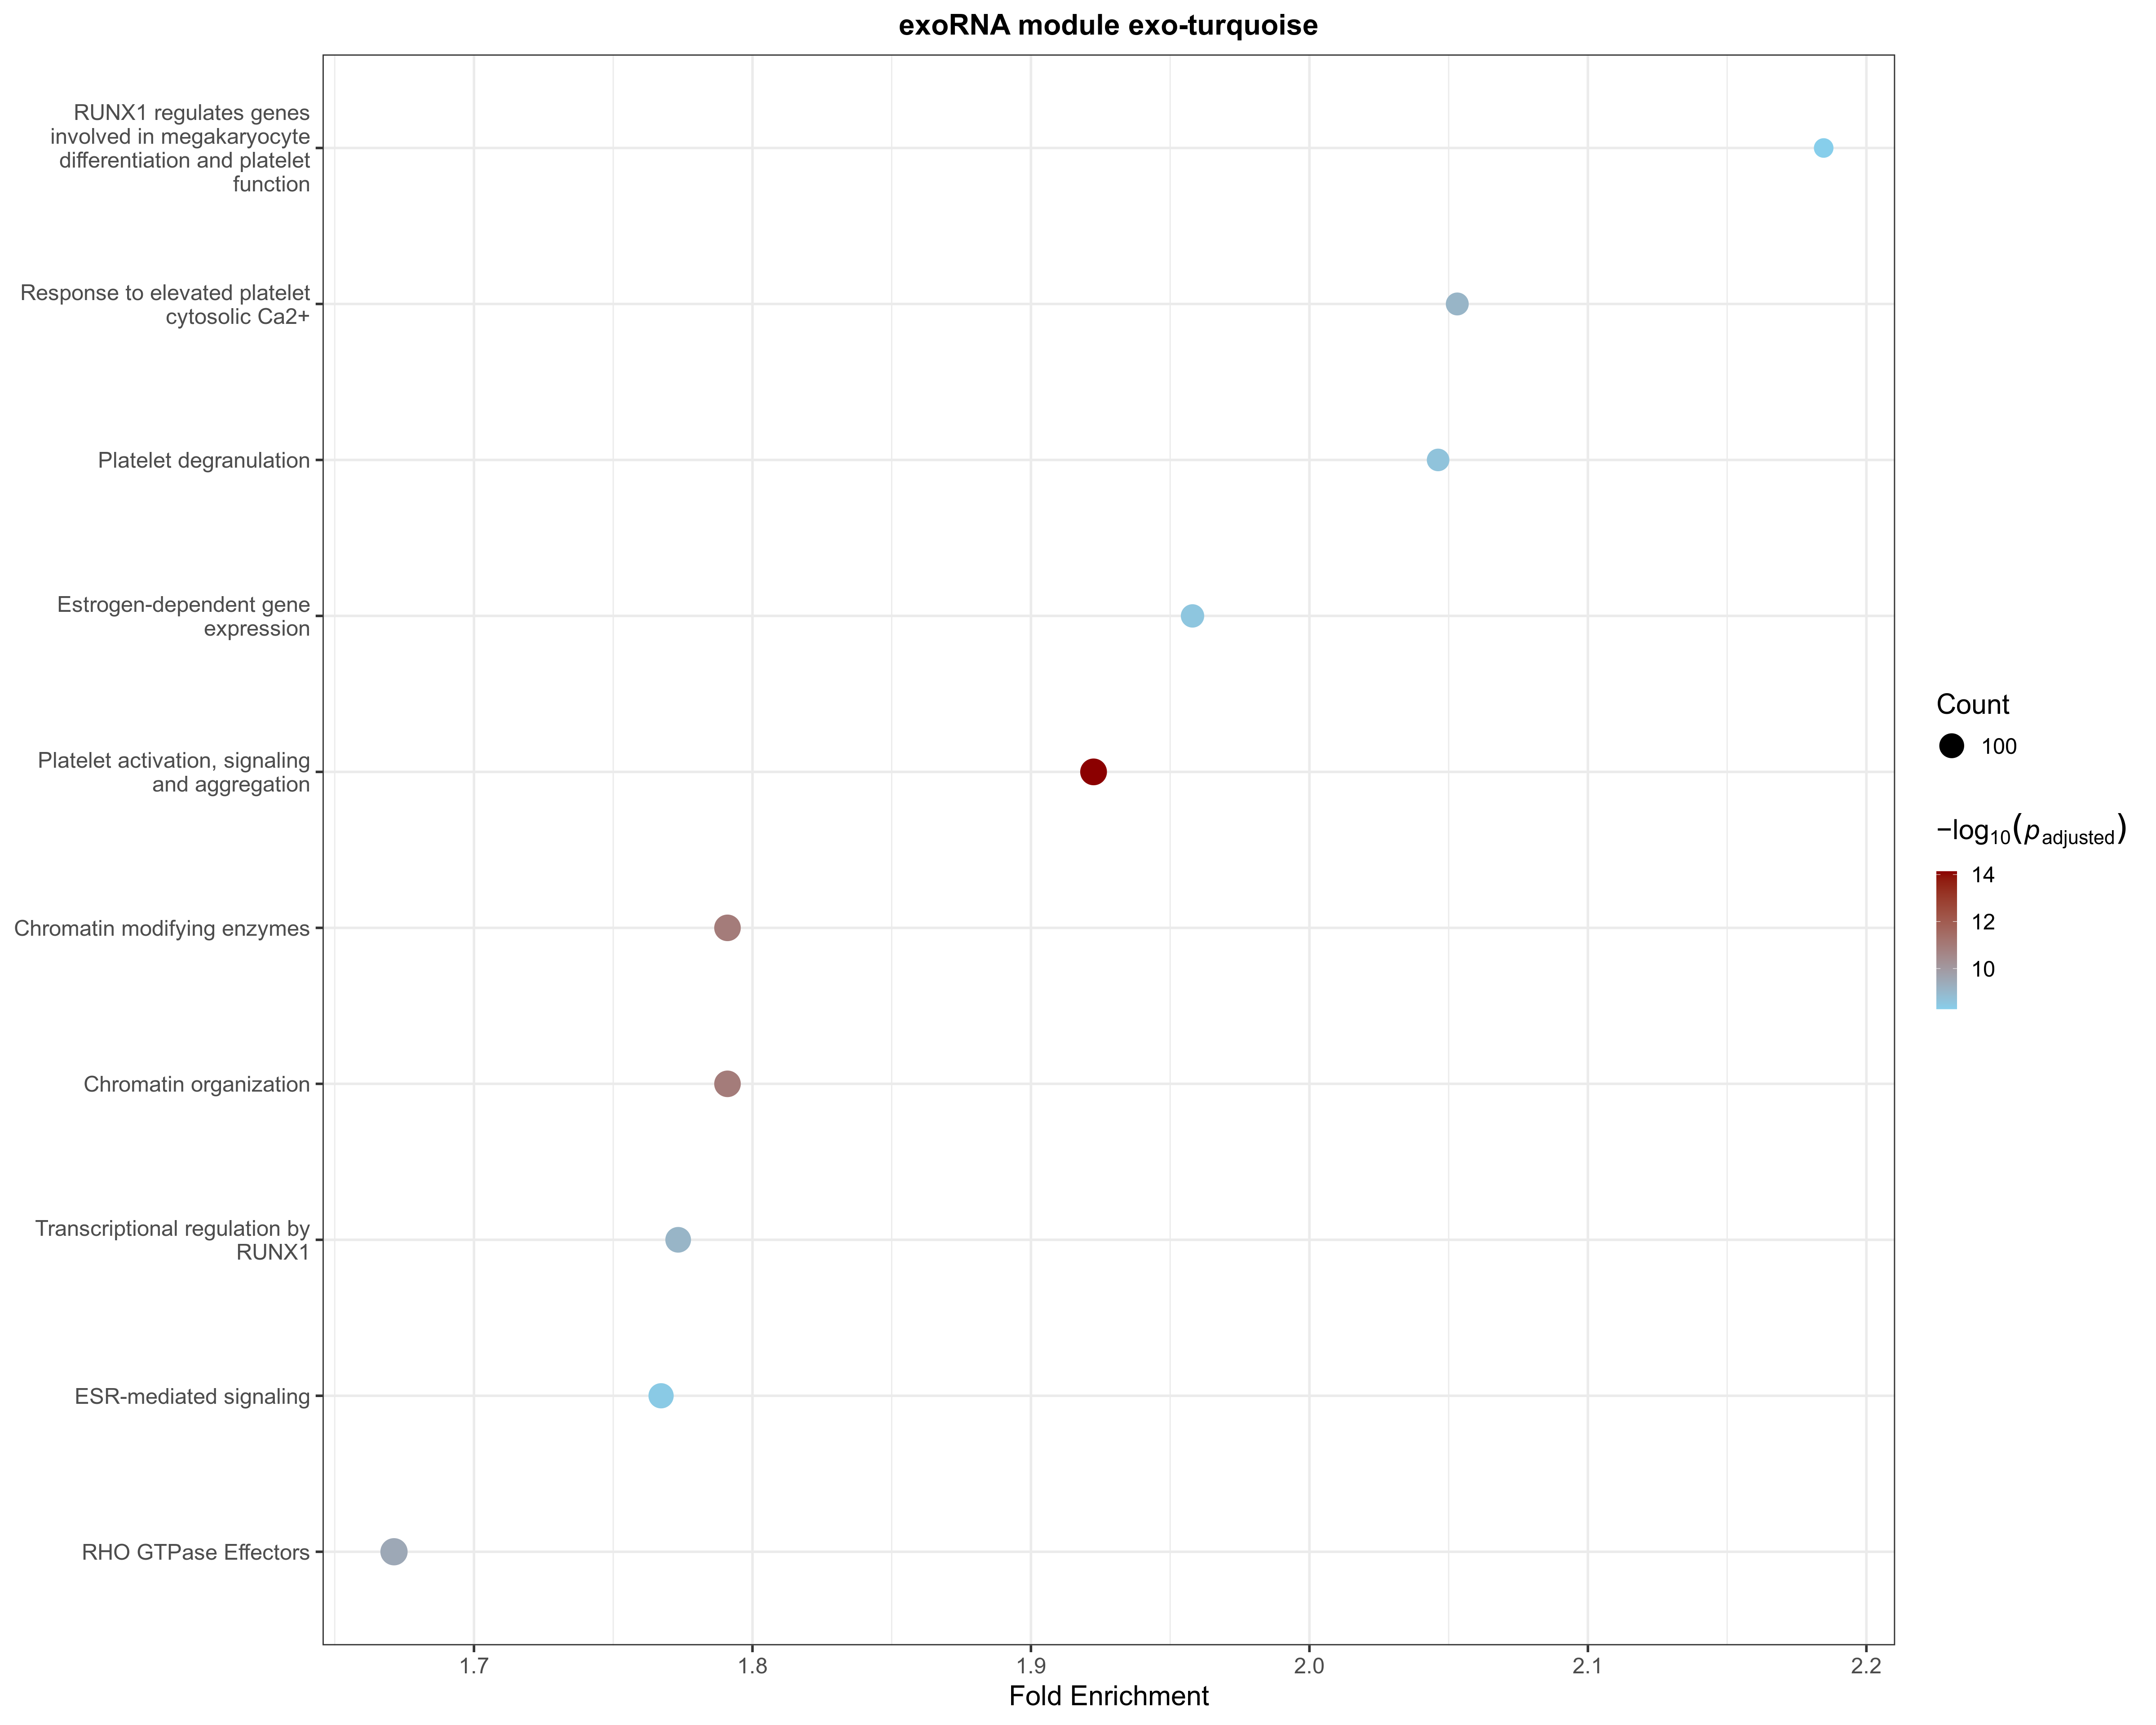 exoRNA module exo-turquoise
RUNX1 regulates genes
involved in megakaryocyte
differentiation and platelet
function
Response to elevated platelet
cytosolic Ca2+
Platelet degranulation
Estrogen-dependent gene
expression
Platelet activation, signaling
and aggregation
Chromatin modifying enzymes
Chromatin organization
Transcriptional regulation by
RUNX1
ESR-mediated signaling
RHO GTPase Effectors
1.7 1.8 1.9 2.0 2.1 2.2
Fold Enrichment
Count
100
−log10(padjusted)
14
12
10